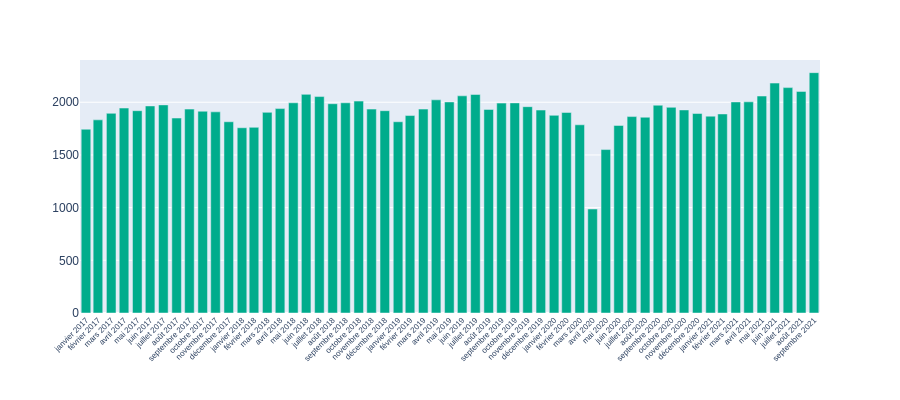 2000
1500
1000
500
0
janvier 2017
février 2017
mars 2017
avril 2017
mai 2017
juin 2017
juillet 2017
août 2017
septembre 2017
octobre 2017
novembre 2017
décembre 2017
janvier 2018
février 2018
mars 2018
avril 2018
mai 2018
juin 2018
juillet 2018
août 2018
septembre 2018
octobre 2018
novembre 2018
décembre 2018
janvier 2019
février 2019
mars 2019
avril 2019
mai 2019
juin 2019
juillet 2019
août 2019
septembre 2019
octobre 2019
novembre 2019
décembre 2019
janvier 2020
février 2020
mars 2020
avril 2020
mai 2020
juin 2020
juillet 2020
août 2020
septembre 2020
octobre 2020
novembre 2020
décembre 2020
janvier 2021
février 2021
mars 2021
avril 2021
mai 2021
juin 2021
juillet 2021
août 2021
septembre 2021